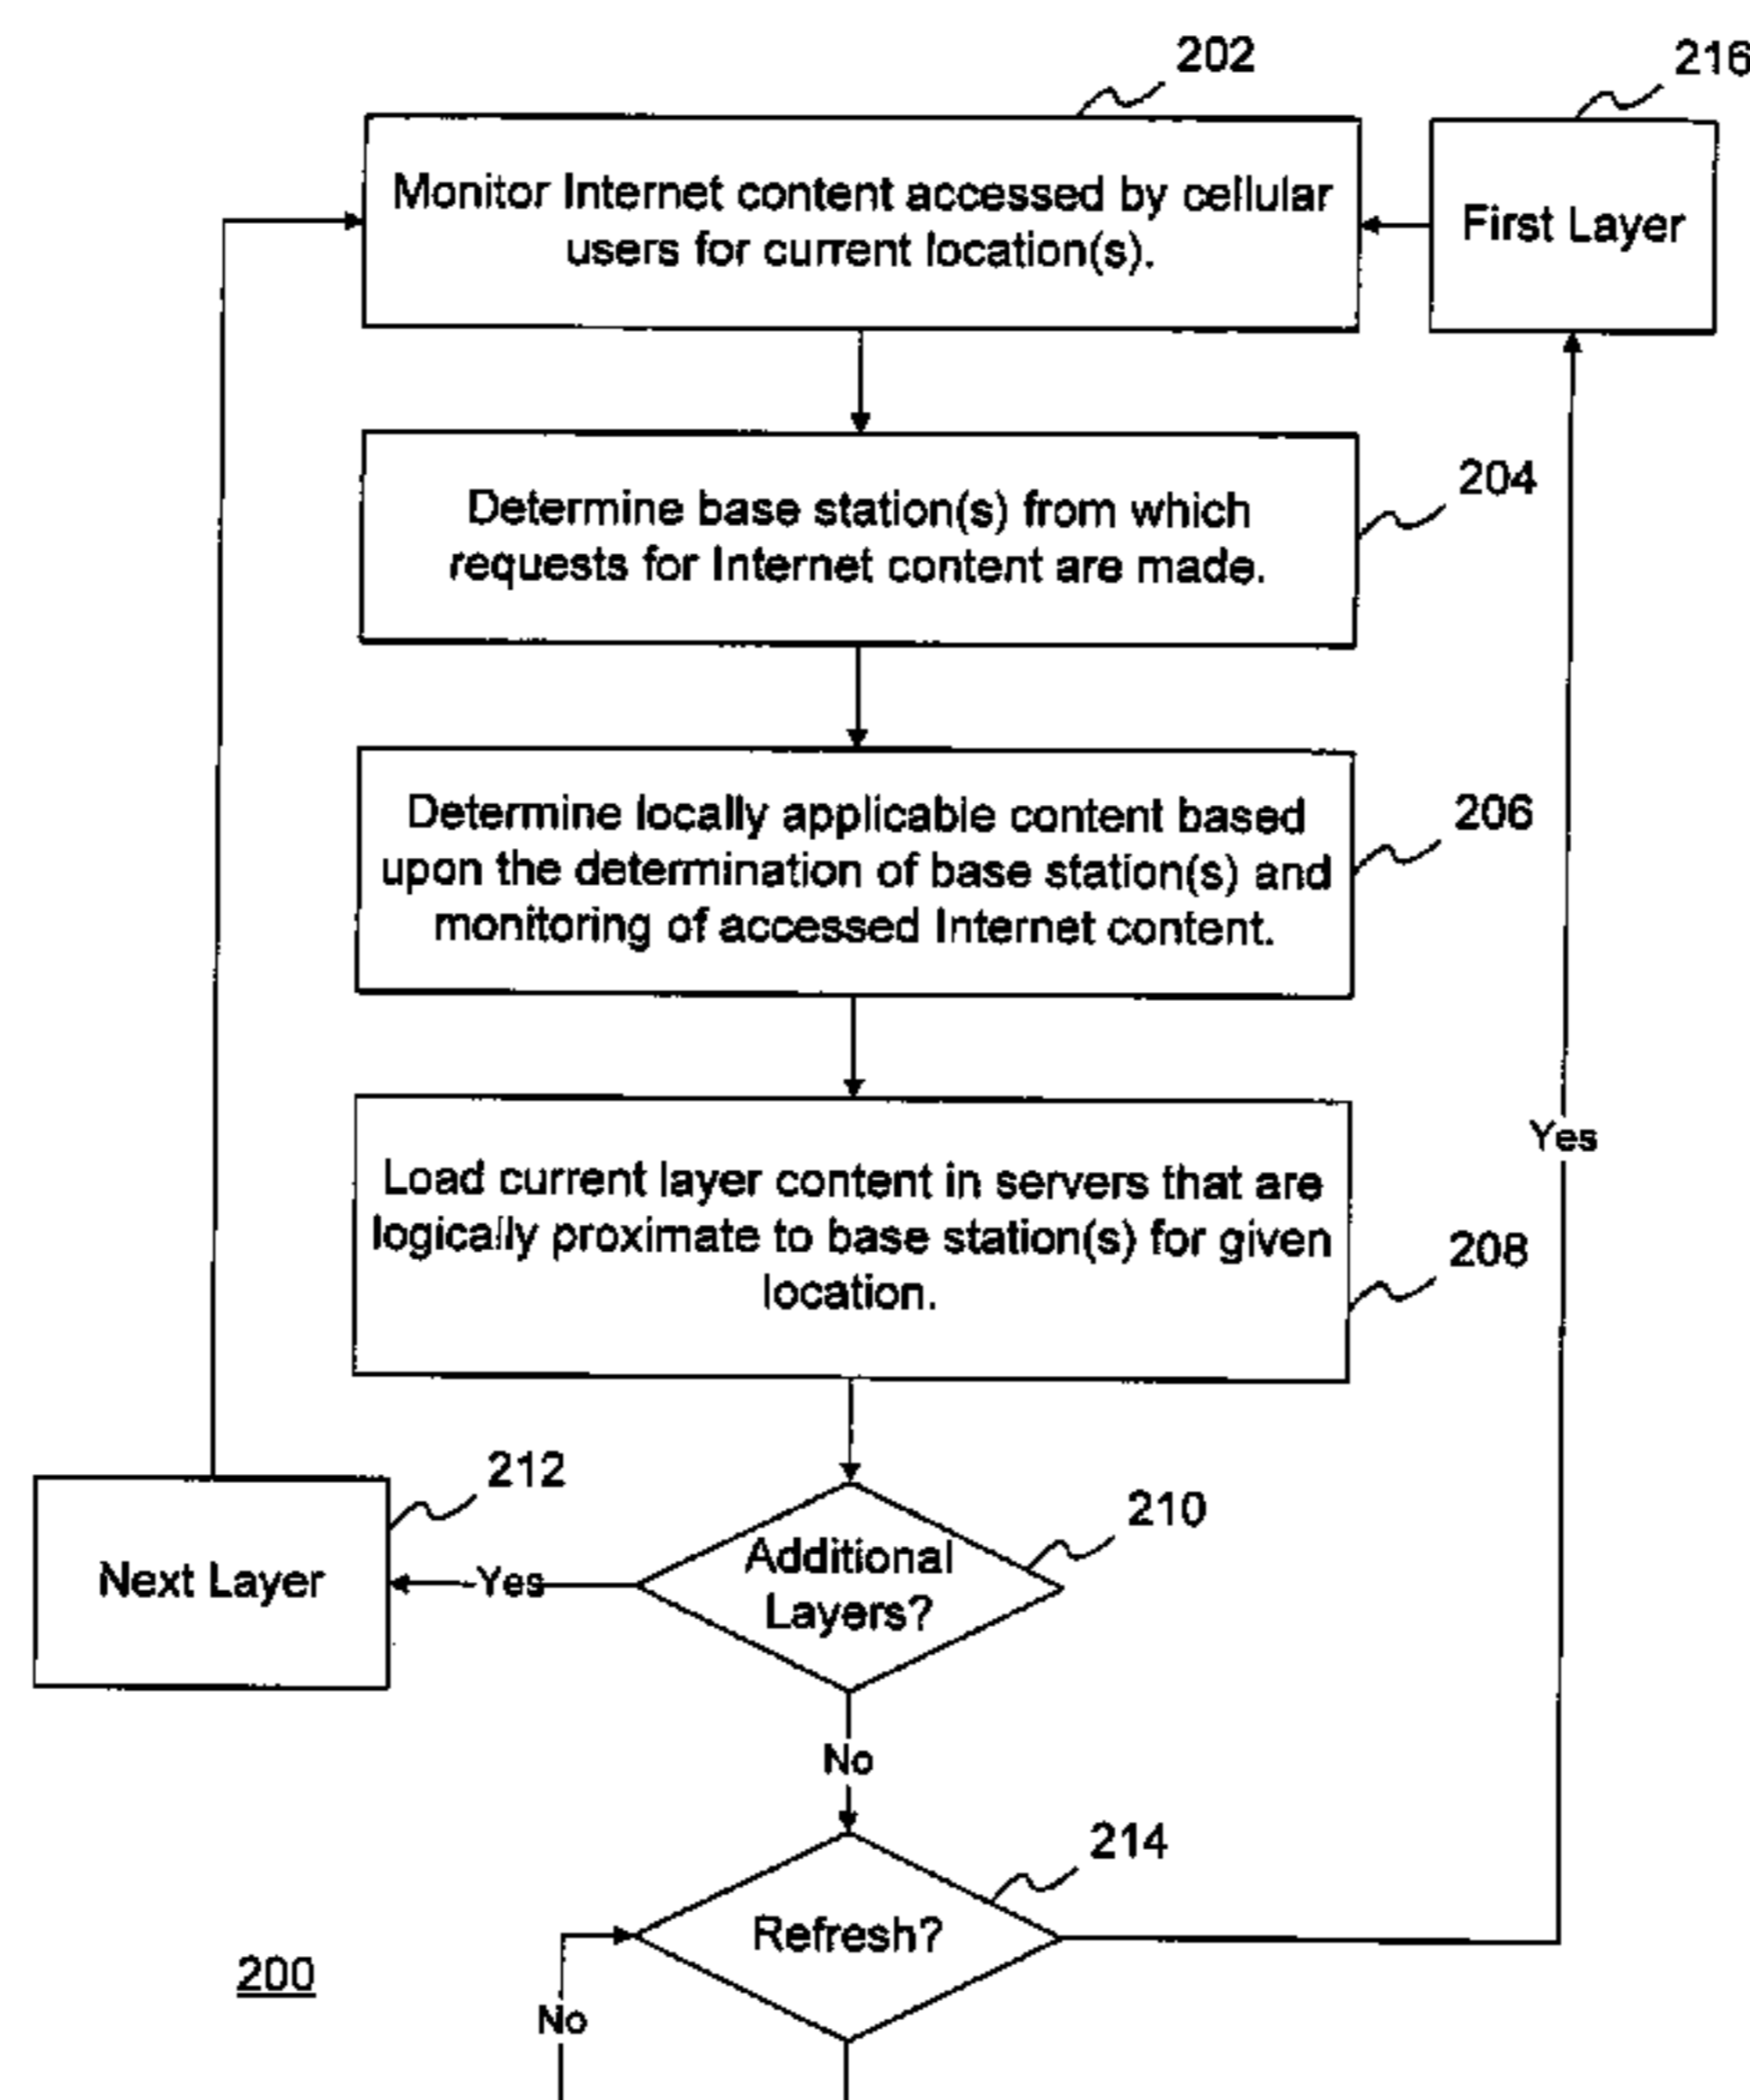 202
216
Monitor Internet content accessed by cellular
users for current location(s).
First Layer
204
Determine base station(s) from which
requests for Internet content are made.
206
Determine locally applicable content based
upon the determination of base station(s) and
monitoring of accessed Internet content.
Yes
Load current layer content in servers that are
logically proximate to base station(s) for given
location.
208
212
210
Next Layer
Yes
Additional
Layers?
No
214
Refresh?
200
No